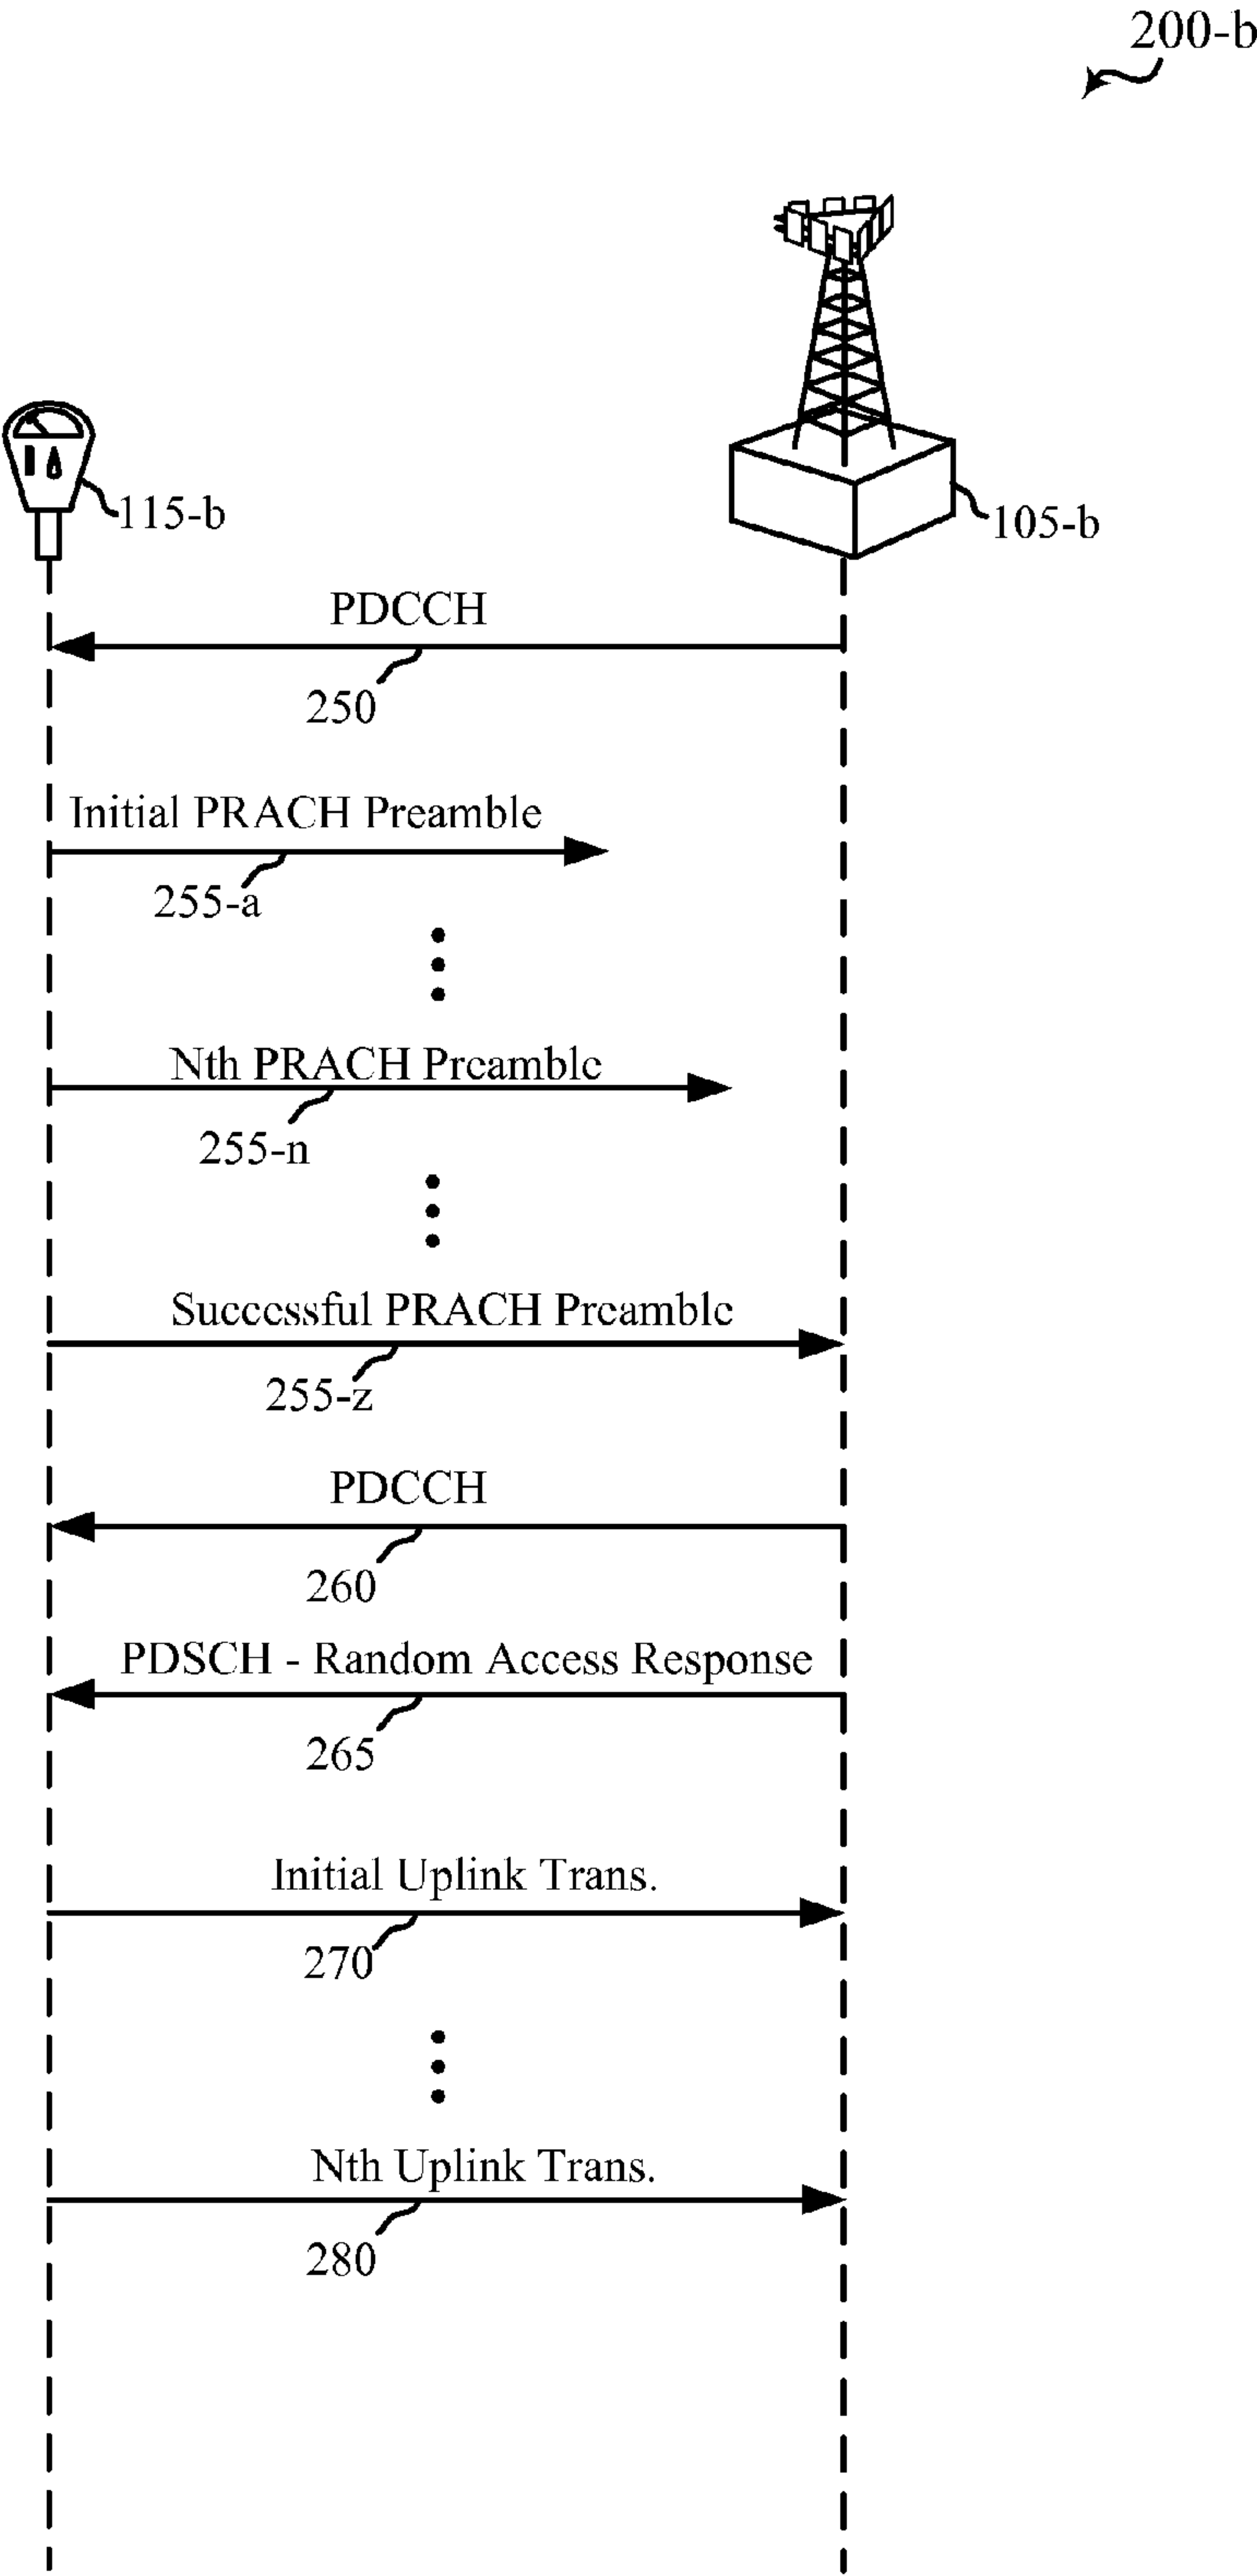 200-b
115-b
105-b
PDCCH
250
Initial PRACH Preamble
255-a
Nth PRACH Preamble
255-n
Successful PRACH Preamble
255-z
PDCCH
260
PDSCH - Random Access Response
265
Initial Uplink Trans.
270
Nth Uplink Trans.
280